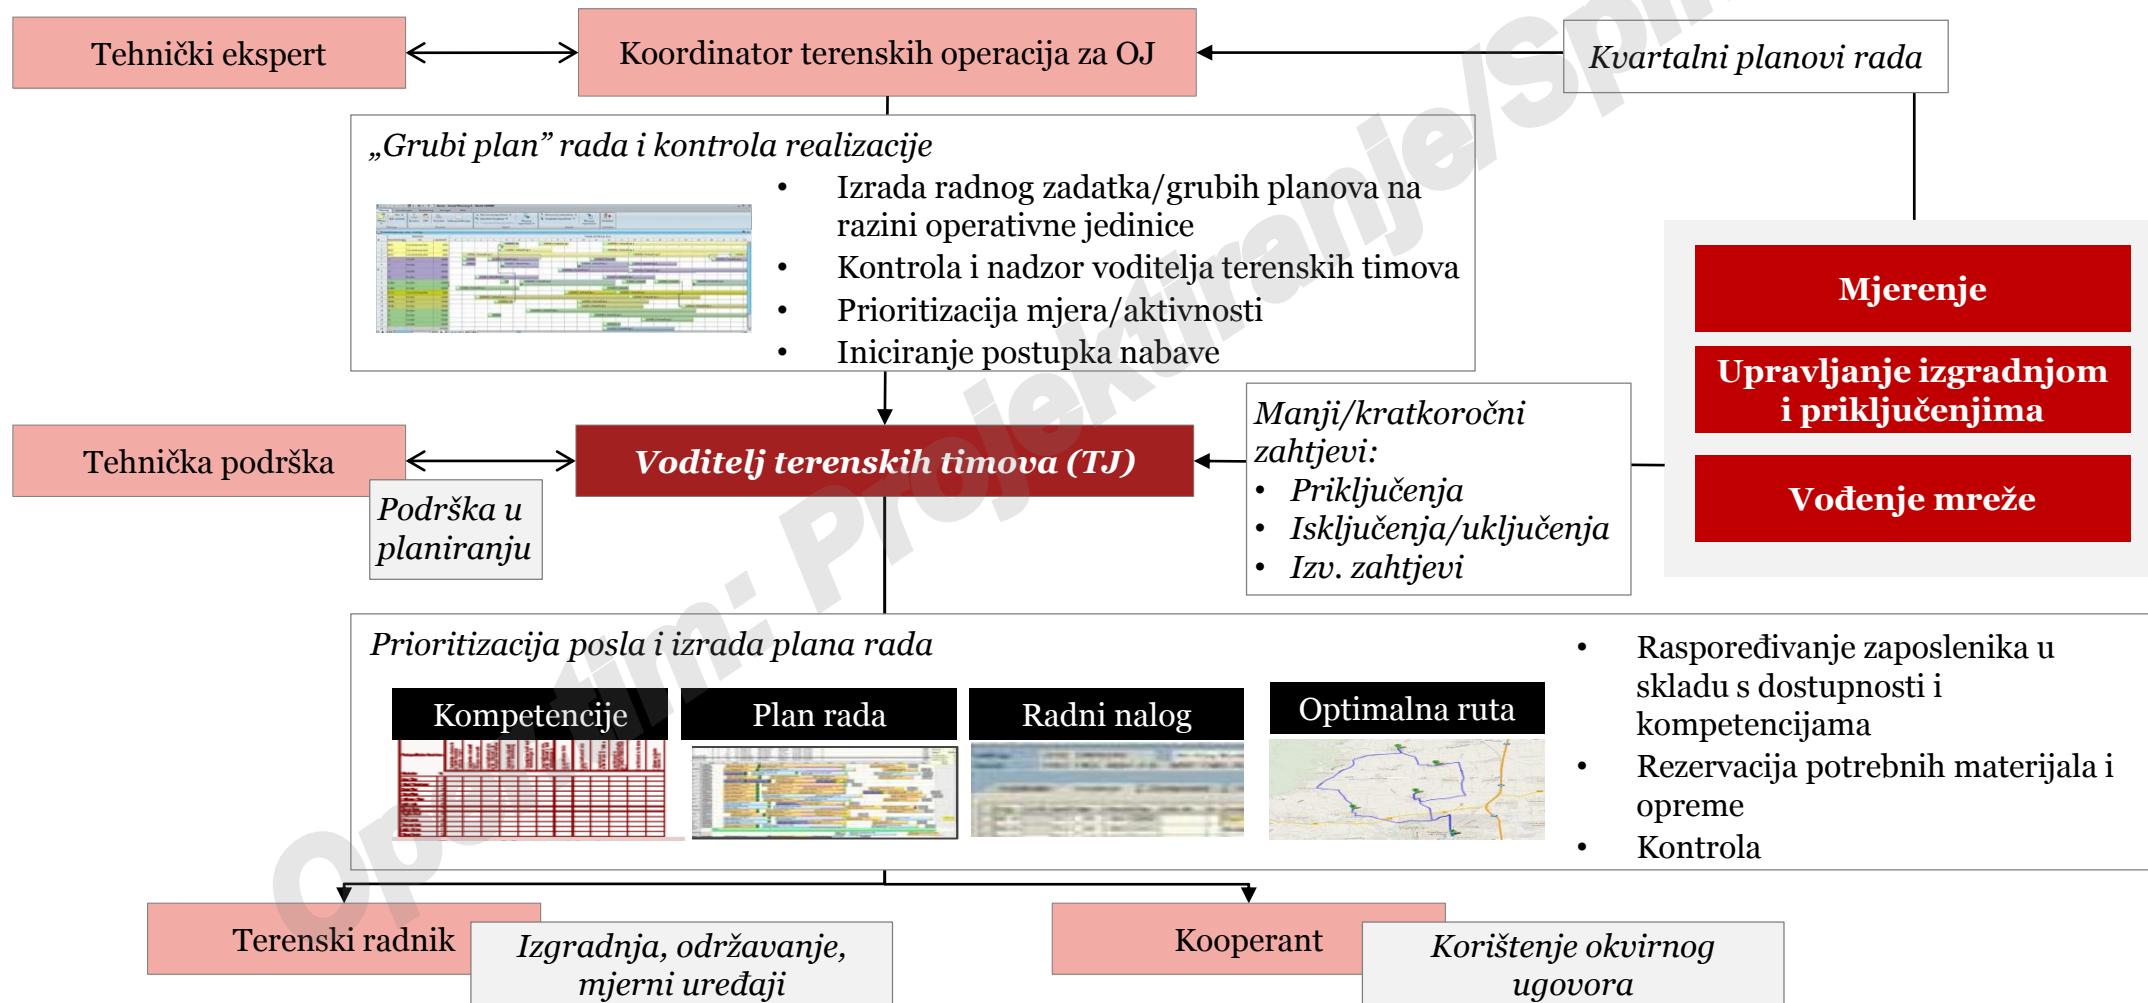 Tehnički ekspert
Koordinator terenskih operacija za OJ
Kvartalni planovi rada
„Grubi plan” rada i kontrola realizacije
• Izrada radnog zadatka/grubih planova na
razini operativne jedinice
• Kontrola i nadzor voditelja terenskih timova
• Prioritizacija mjera/aktivnosti
• Iniciranje postupka nabave
Mjerenje
Upravljanje izgradnjom
i priključenjima
Vođenje mreže
Tehnička podrška
Podrška u
planiranju
Voditelj terenskih timova (TJ)
Manji/kratkoročni
zahtjevi:
• Priključenja
• Isključenja/uključenja
• Izv. zahtjevi
Prioritizacija posla i izrada plana rada
Kompetencije
Plan rada
Radni nalog
Optimalna ruta
• Raspoređivanje zaposlenika u
skladu s dostupnosti i
kompetencijama
• Rezervacija potrebnih materijala i
opreme
• Kontrola
Terenski radnik
Izgradnja, održavanje,
mjerni uređaji
Kooperant
Korištenje okvirnog
ugovora